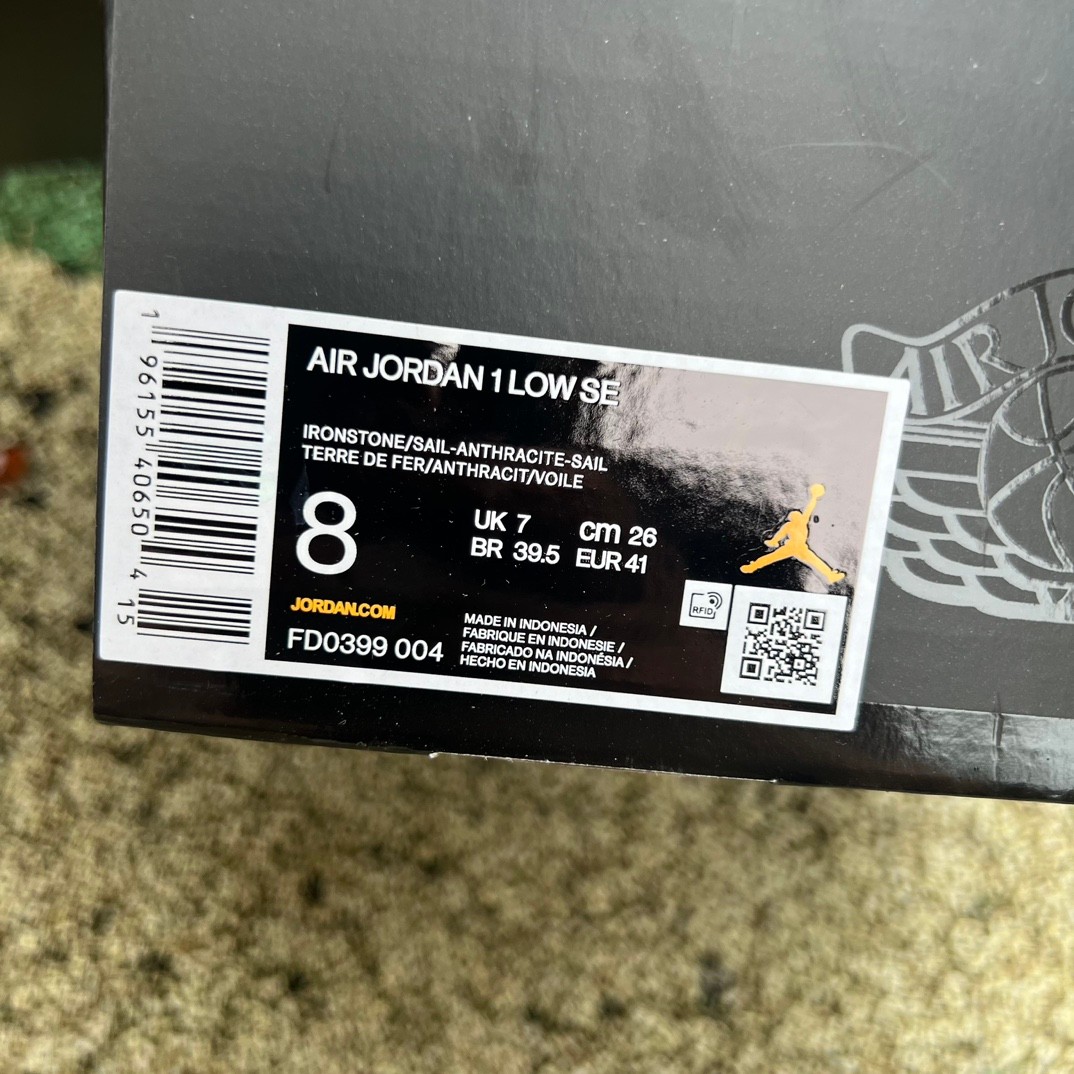 AIR JO
1 96155 40650 4 15
AIR JORDAN 1 LOW SE
IRONSTONE/SAIL-ANTHRACITE-SAIL
TERRE DE FER/ANTHRACIT/VOILE
8
UK 7 cm 26
BR 39.5 EUR 41
JORDAN.COM
FD0399 004
MADE IN INDONESIA /
FABRIQUE EN INDONESIE /
FABRICADO NA INDONÉSIA /
HECHO EN INDONESIA
RFID